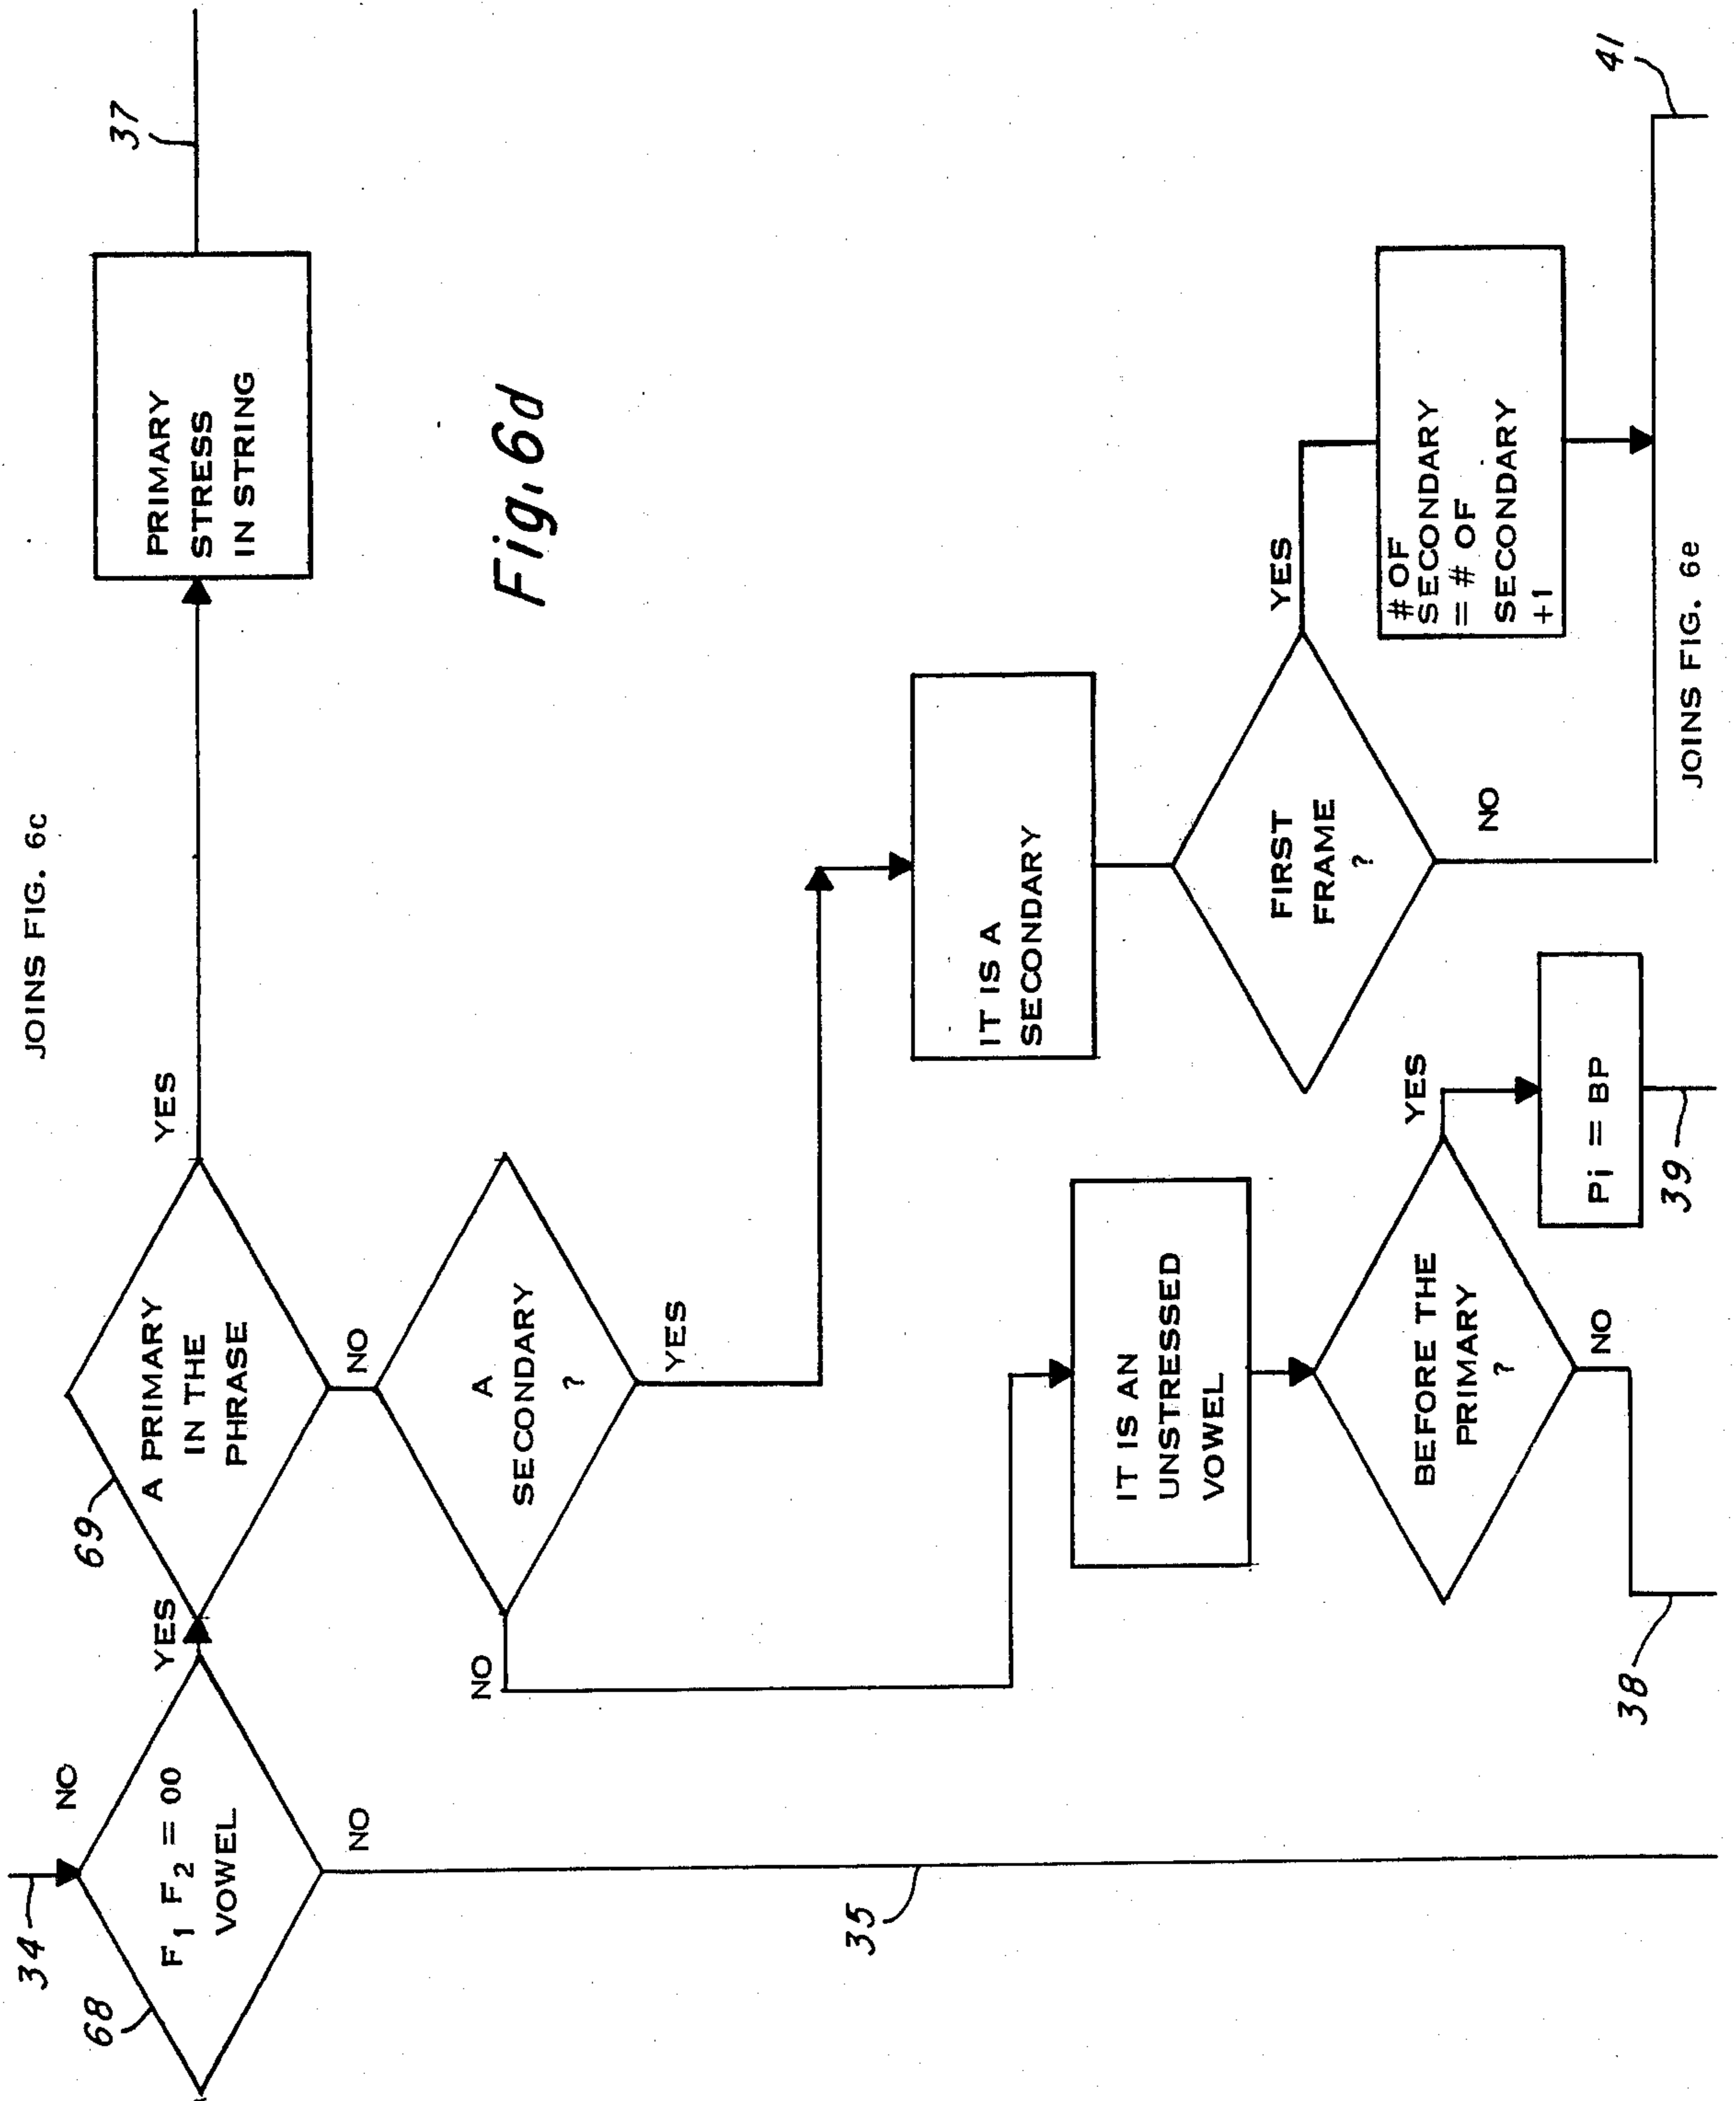 JOINS FIG. 6c
34
NO
68
F1 F2 = 00
VOWEL
YES
NO
35
69
A PRIMARY
IN THE
PHRASE
YES
NO
PRIMARY
STRESS
IN STRING
37
A
SECONDARY
?
NO
YES
Fig. 6d
IT IS A
SECONDARY
FIRST
FRAME
?
YES
NO
# OF
SECONDARY
= # OF
SECONDARY
+1
41
IT IS AN
UNSTRESSED
VOWEL
BEFORE THE
PRIMARY
?
YES
NO
Pi = BP
38
39
JOINS FIG. 6e